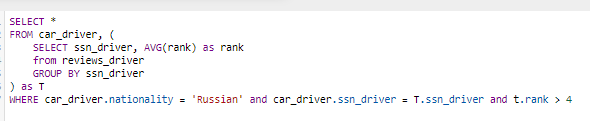 SELECT *
FROM car_driver, (
SELECT ssn_driver, AVG(rank) as rank
from reviews_driver
GROUP BY ssn_driver
) as T
WHERE car_driver.nationality = 'Russian' and car_driver.ssn_driver = T.ssn_driver and t.rank > 4